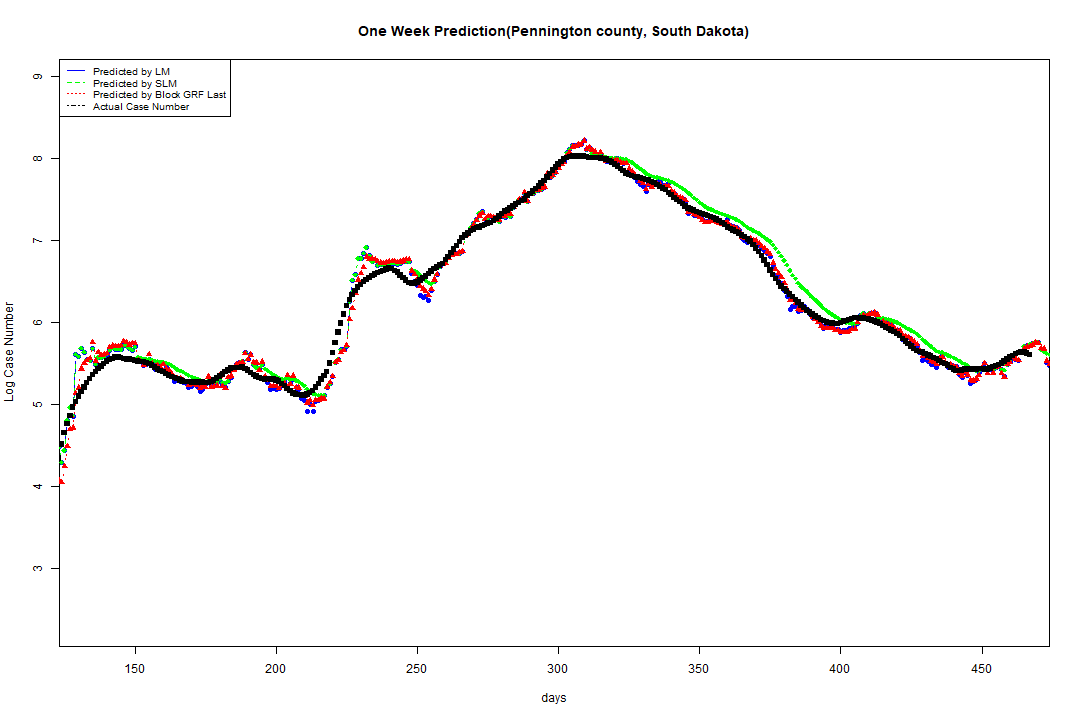 One Week Prediction(Pennington county, South Dakota)
Predicted by LM
Predicted by SLM
Predicted by Block GRF Last
Actual Case Number
9
8
7
6
5
4
3
Log Case Number
150 200 250 300 350 400 450
days